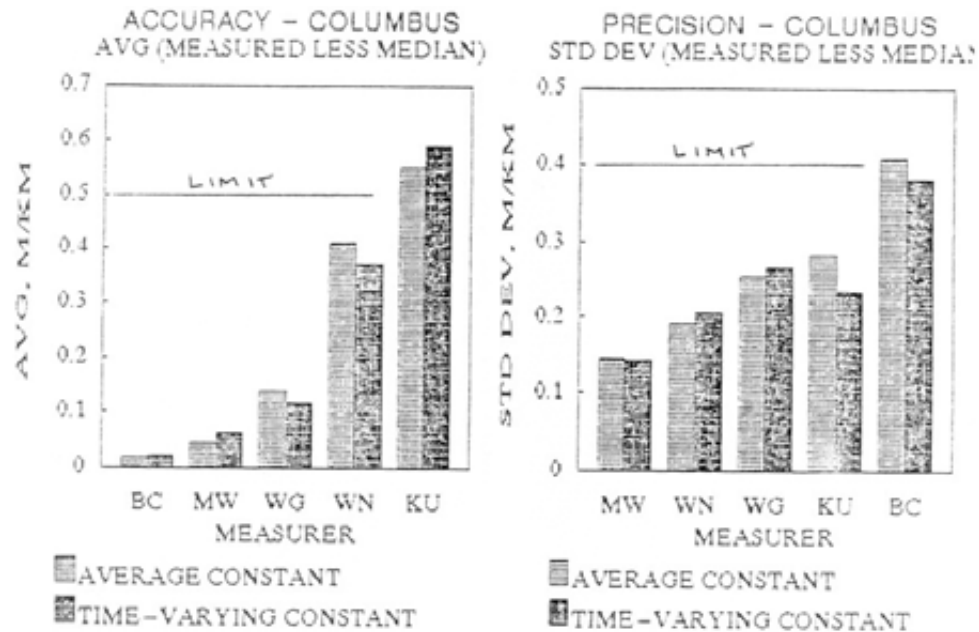 ACCURACY - COLUMBUS
AVG (MEASURED LESS MEDIAN)
0.7
0.6
0.5
0.4
0.3
0.2
0.1
0
AVG, M/KM
LIMIT
BC MW WG WN KU
MEASURER
AVERAGE CONSTANT
TIME-VARYING CONSTANT
PRECISION - COLUMBUS
STD DEV (MEASURED LESS MEDIAN
0.5
0.4
0.3
0.2
0.1
0
STD DEV, M/KM
LIMIT
MW WN WG KU BC
MEASURER
AVERAGE CONSTANT
TIME-VARYING CONSTANT